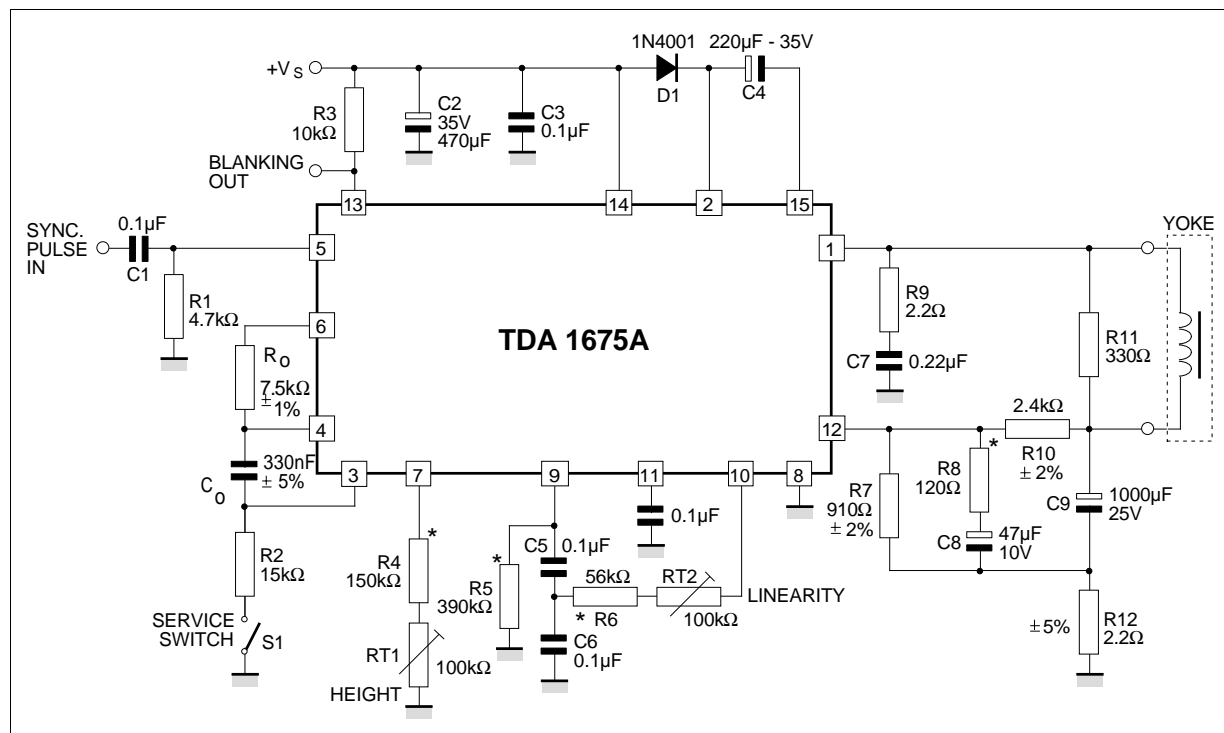 1N4001
220µF - 35V
+VS
D1
C4
R3
10kΩ
C2
35V
470µF
C3
0.1µF
BLANKING
OUT
13
14
2
15
SYNC.
PULSE
IN
0.1µF
C1
5
1
YOKE
R1
4.7kΩ
R9
2.2Ω
R11
330Ω
6
TDA 1675A
RO
7.5kΩ
± 1%
C7
0.22µF
4
12
2.4kΩ
R10
± 2%
330nF
± 5%
CO
3
7
9
11
10
8
R7
910Ω
± 2%
*
R8
120Ω
C9
1000µF
25V
0.1µF
C8
47µF
10V
R2
15kΩ
*
R4
150kΩ
*
R5
390kΩ
C5
0.1µF
56kΩ
* R6
RT2
100kΩ
LINEARITY
SERVICE
SWITCH
S1
RT1
100kΩ
HEIGHT
C6
0.1µF
±5%
R12
2.2Ω